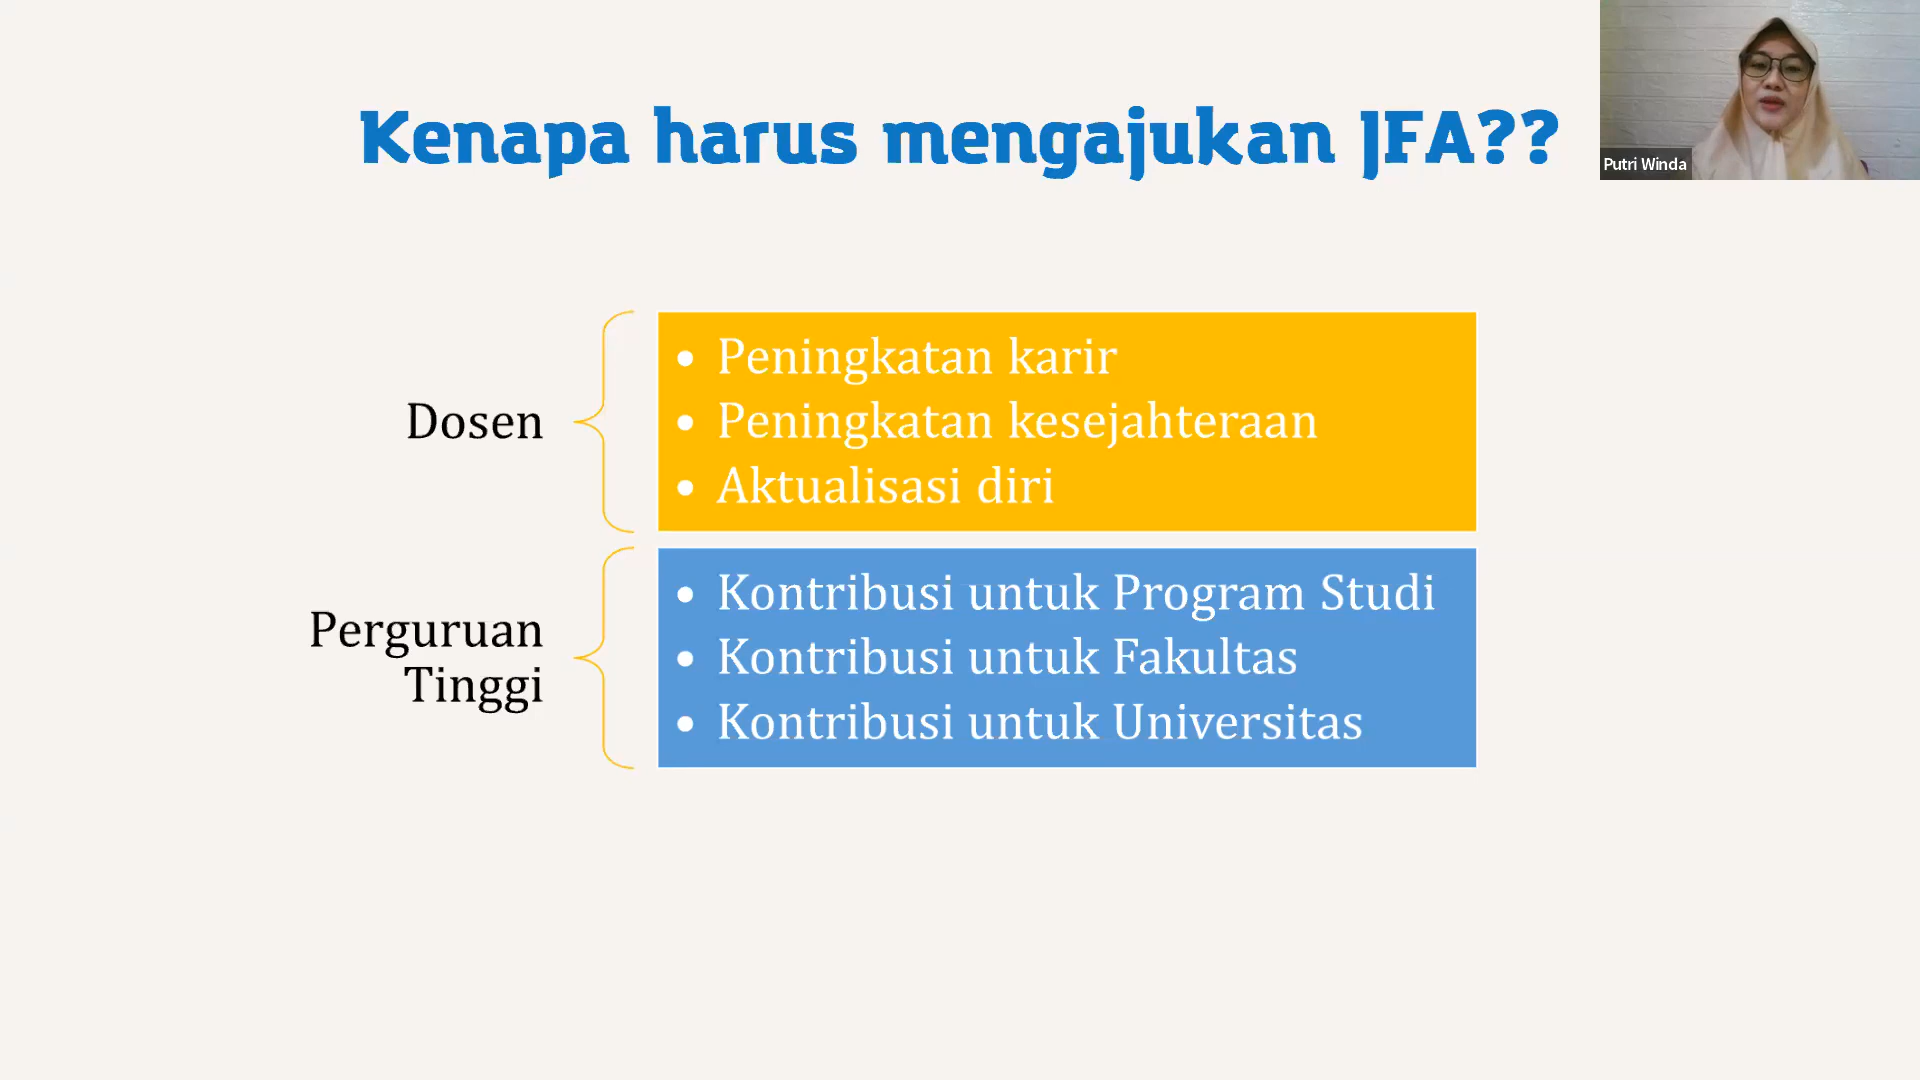 Kenapa harus mengajukan JFA??
Putri Winda
Dosen
• Peningkatan karir
• Peningkatan kesejahteraan
• Aktualisasi diri
Perguruan
Tinggi
• Kontribusi untuk Program Studi
• Kontribusi untuk Fakultas
• Kontribusi untuk Universitas